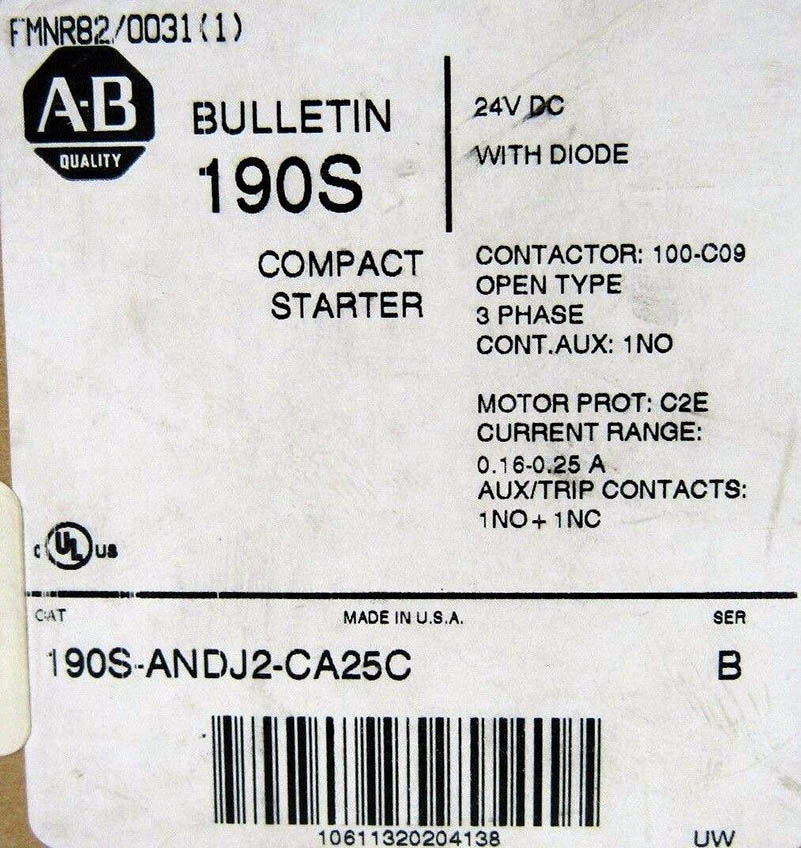 FMNR82/0031(1)
A-B
QUALITY
BULLETIN
190S
COMPACT
STARTER
24V DC
WITH DIODE
CONTACTOR: 100-C09
OPEN TYPE
3 PHASE
CONT.AUX: 1NO
MOTOR PROT: C2E
CURRENT RANGE:
0.16-0.25 A
AUX/TRIP CONTACTS:
1NO + 1NC
C UL US
CAT MADE IN U.S.A. SER
190S-ANDJ2-CA25C B
10611320204138 UW